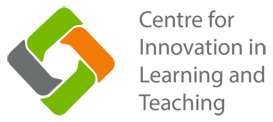 Centre for
Innovation in
Learning and
Teaching